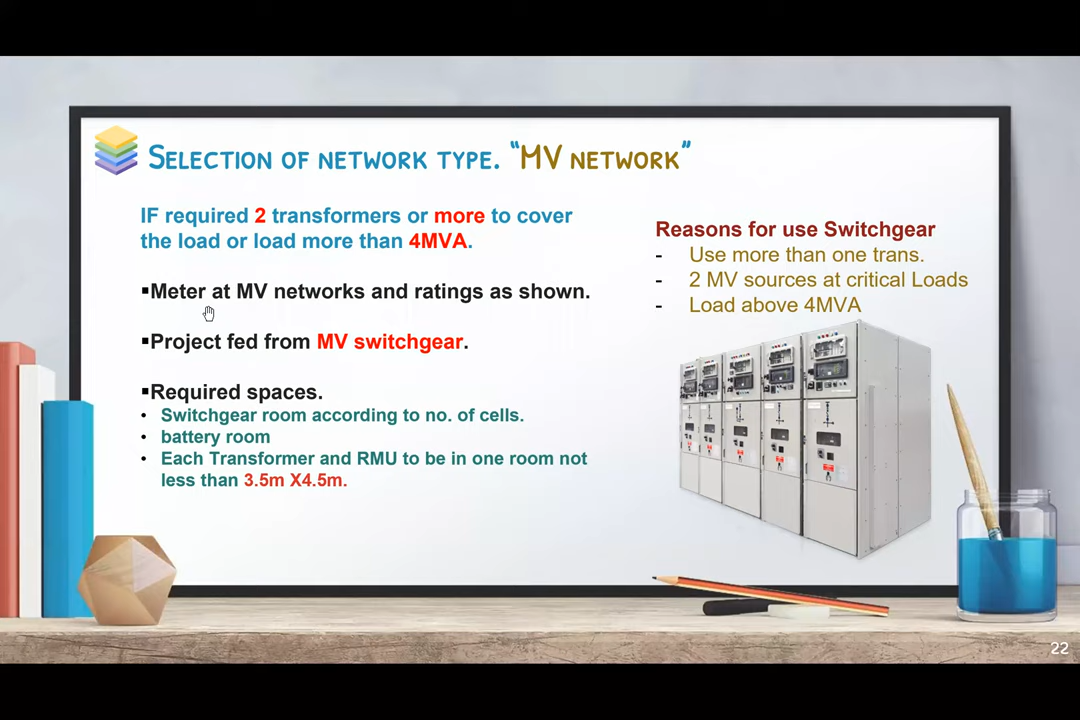 Selection of network type. "MV network"
IF required 2 transformers or more to cover
the load or load more than 4MVA.
▪Meter at MV networks and ratings as shown.
▪Project fed from MV switchgear.
▪Required spaces.
• Switchgear room according to no. of cells.
• battery room
• Each Transformer and RMU to be in one room not
less than 3.5m X4.5m.
Reasons for use Switchgear
- Use more than one trans.
- 2 MV sources at critical Loads
- Load above 4MVA
22